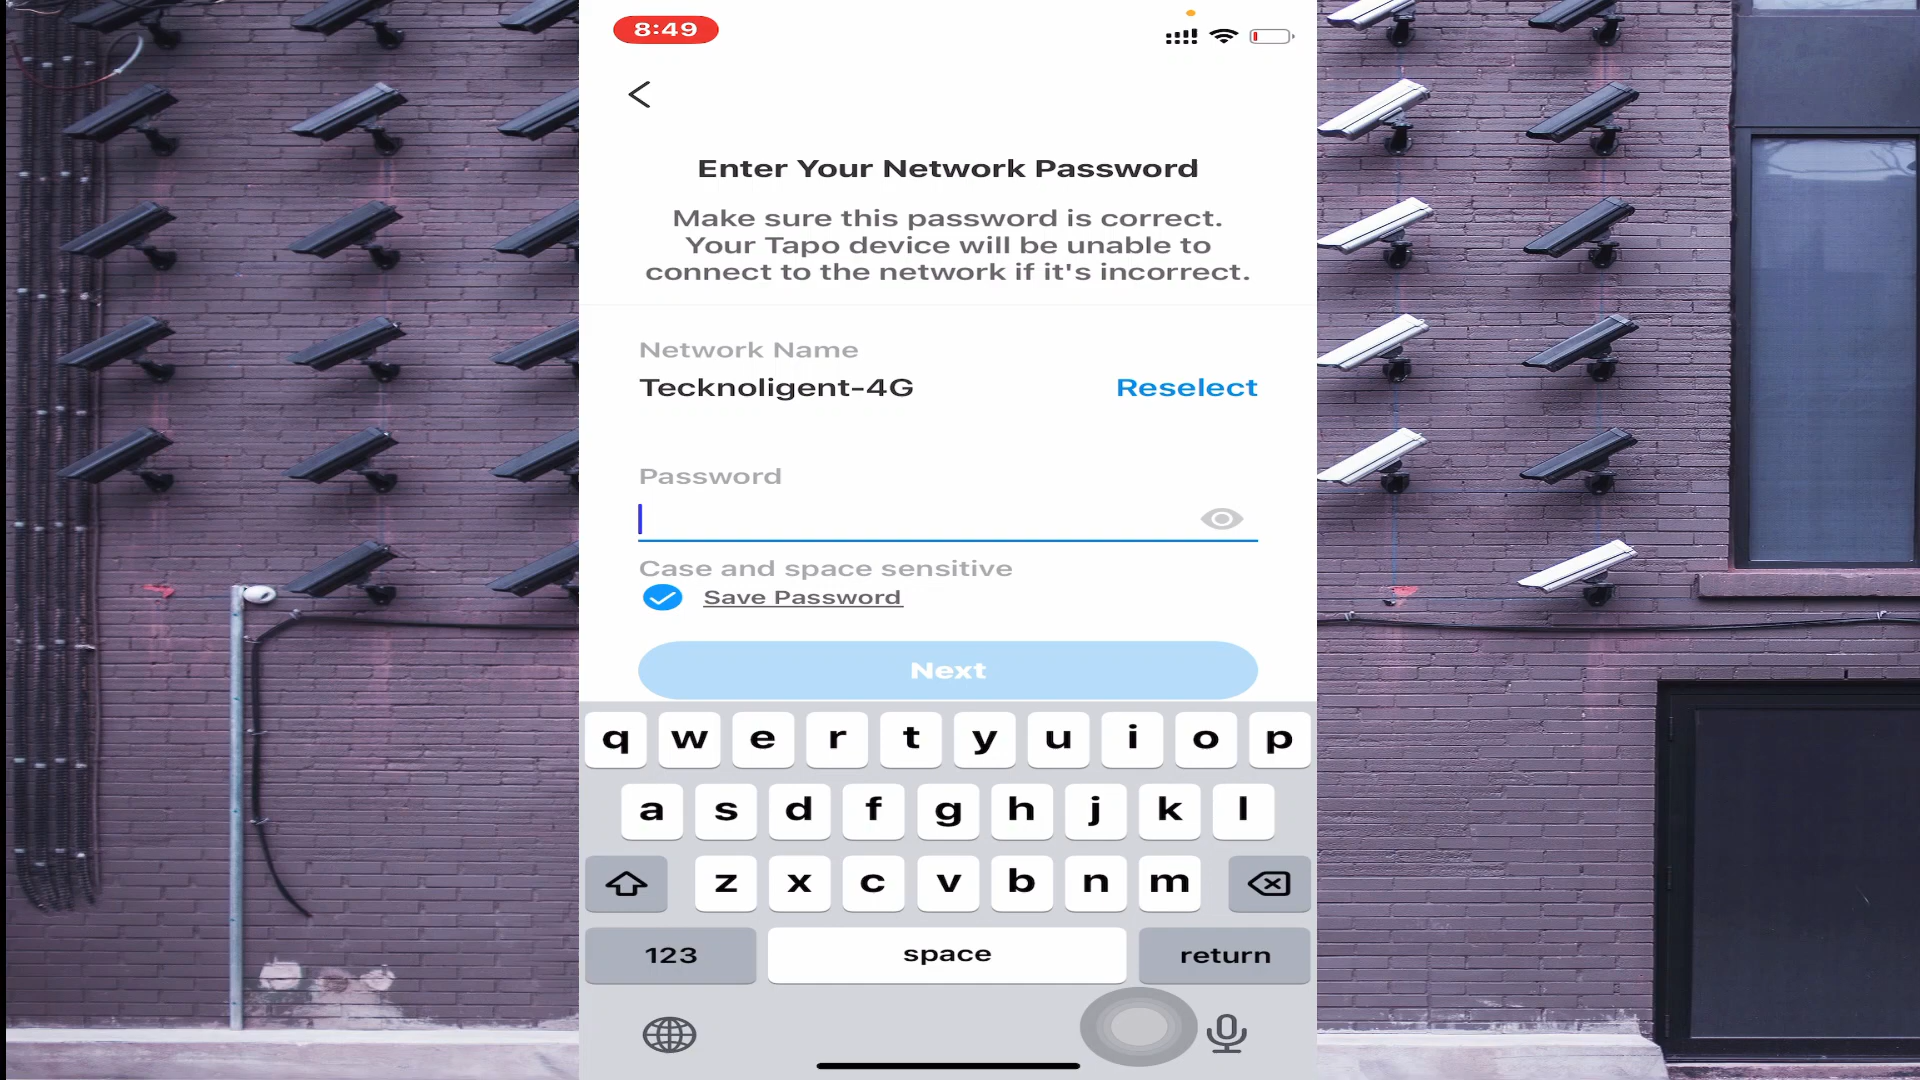 8:49
Enter Your Network Password
Make sure this password is correct.
Your Tapo device will be unable to
connect to the network if it's incorrect.
Network Name
Tecknoligent-4G
Reselect
Password
Case and space sensitive
Save Password
Next
q w e r t y u i o p
a s d f g h j k l
z x c v b n m
123 space return